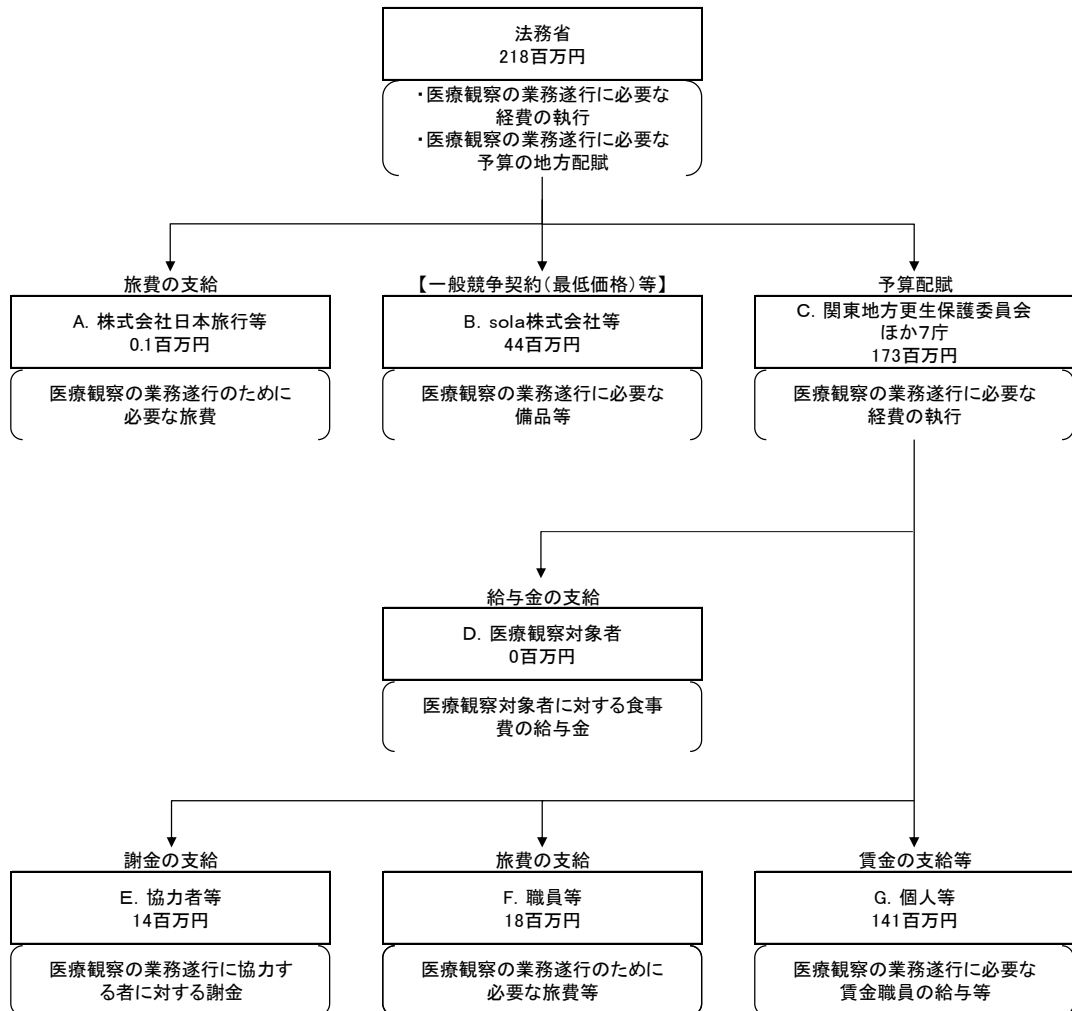 法務省
218百万円
・医療観察の業務遂行に必要な
経費の執行
・医療観察の業務遂行に必要な
予算の地方配賦
旅費の支給
A．株式会社日本旅行等
0.1百万円
医療観察の業務遂行のために
必要な旅費
【一般競争契約（最低価格）等】
B．sola株式会社等
44百万円
医療観察の業務遂行に必要な
備品等
予算配賦
C．関東地方更生保護委員会
ほか7庁
173百万円
医療観察の業務遂行に必要な
経費の執行
給与金の支給
D．医療観察対象者
0百万円
医療観察対象者に対する食事
費の給与金
謝金の支給
E．協力者等
14百万円
医療観察の業務遂行に協力す
る者に対する謝金
旅費の支給
F．職員等
18百万円
医療観察の業務遂行のために
必要な旅費等
賃金の支給等
G．個人等
141百万円
医療観察の業務遂行に必要な
賃金職員の給与等